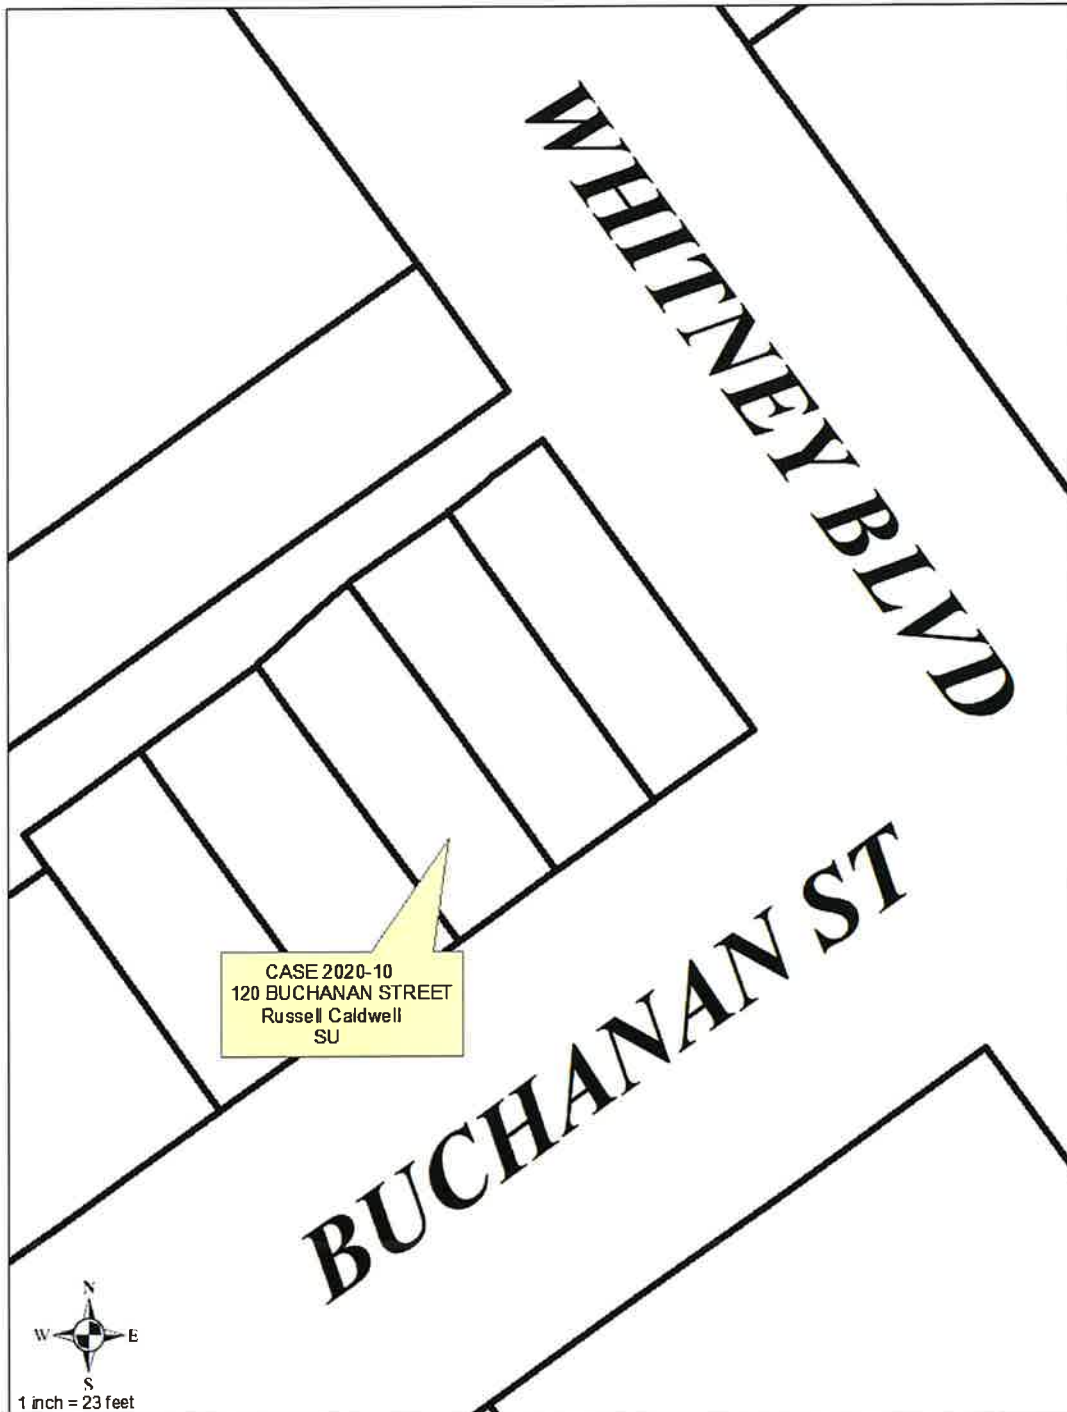 WHITNEY BLVD
CASE 2020-10
120 BUCHANAN STREET
Russell Caldwell
SU
BUCHANAN ST
N
W E
S
1 inch = 23 feet